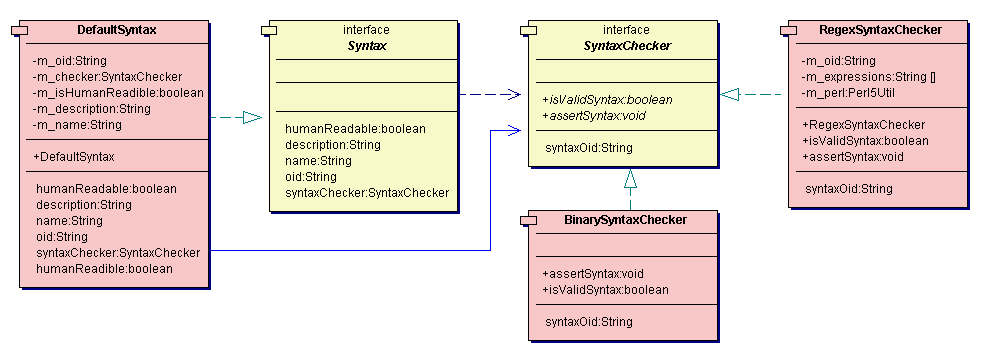 DefaultSyntax
-m_oid:String
-m_checker:SyntaxChecker
-m_isHumanReadible:boolean
-m_description:String
-m_name:String
+DefaultSyntax
humanReadable:boolean
description:String
name:String
oid:String
syntaxChecker:SyntaxChecker
humanReadible:boolean
interface
Syntax
humanReadable:boolean
description:String
name:String
oid:String
syntaxChecker:SyntaxChecker
interface
SyntaxChecker
+isValidSyntax:boolean
+assertSyntax:void
syntaxOid:String
BinarySyntaxChecker
+assertSyntax:void
+isValidSyntax:boolean
syntaxOid:String
RegexSyntaxChecker
-m_oid:String
-m_expressions:String []
-m_perl:Perl5Util
+RegexSyntaxChecker
+isValidSyntax:boolean
+assertSyntax:void
syntaxOid:String